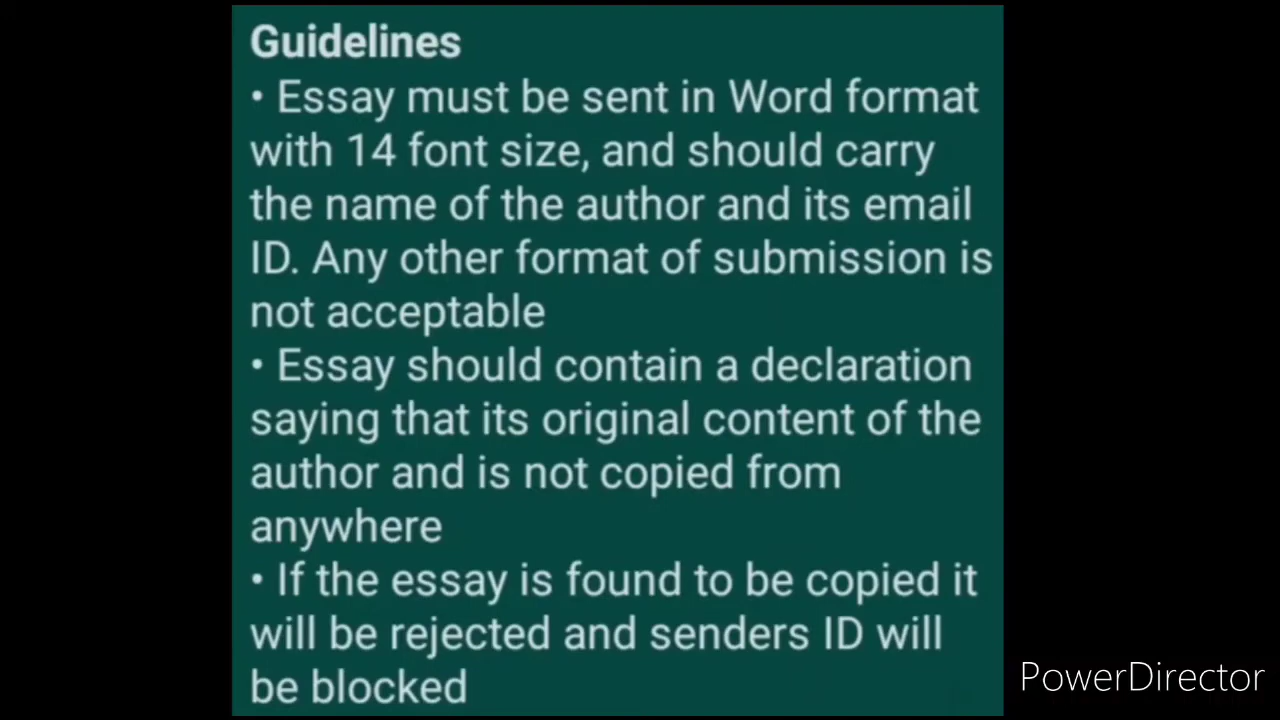 Guidelines
• Essay must be sent in Word format
with 14 font size, and should carry
the name of the author and its email
ID. Any other format of submission is
not acceptable
• Essay should contain a declaration
saying that its original content of the
author and is not copied from
anywhere
• If the essay is found to be copied it
will be rejected and senders ID will
be blocked
PowerDirector